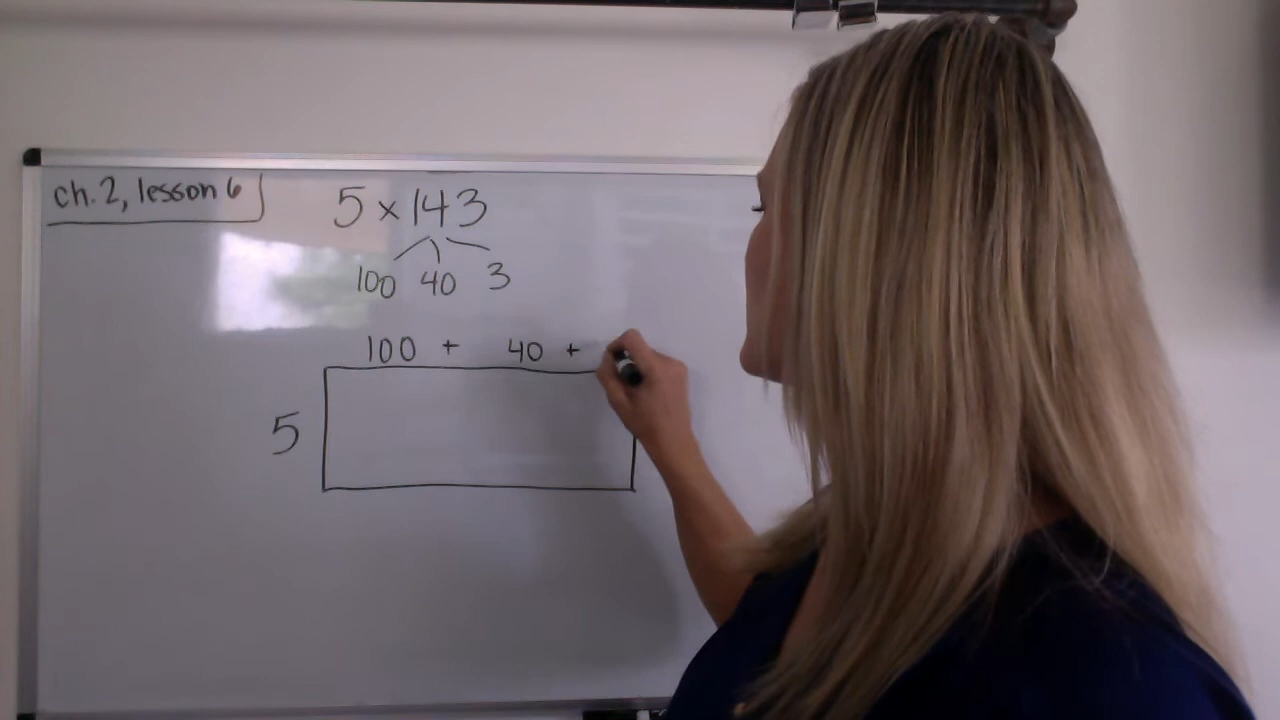 ch.2, lesson 6
5 × 143
100 40 3
100 + 40 +
5